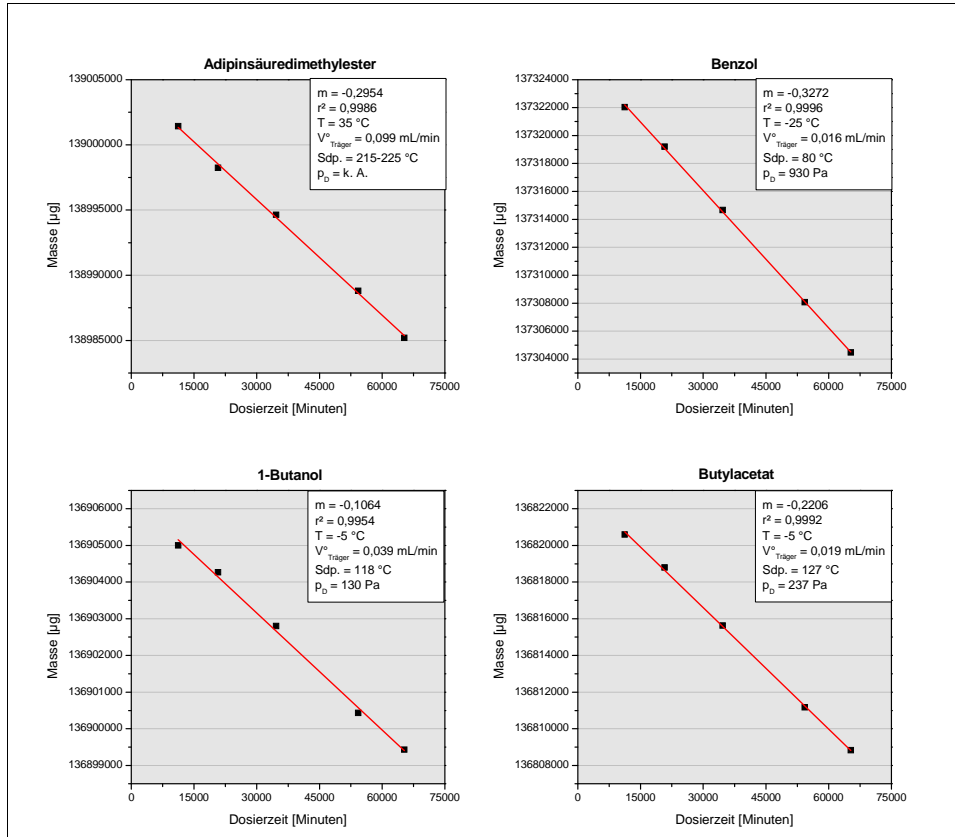 Adipinsäuredimethylester
139005000
139000000
138995000
138990000
138985000
Masse [µg]
m = -0,2954
r² = 0,9986
T = 35 °C
V°Träger = 0,099 mL/min
Sdp. = 215-225 °C
pD = k. A.
0 15000 30000 45000 60000 75000
Dosierzeit [Minuten]
Benzol
137324000
137322000
137320000
137318000
137316000
137314000
137312000
137310000
137308000
137306000
137304000
Masse [µg]
m = -0,3272
r² = 0,9996
T = -25 °C
V°Träger = 0,016 mL/min
Sdp. = 80 °C
pD = 930 Pa
0 15000 30000 45000 60000 75000
Dosierzeit [Minuten]
1-Butanol
136906000
136905000
136904000
136903000
136902000
136901000
136900000
136899000
Masse [µg]
m = -0,1064
r² = 0,9954
T = -5 °C
V°Träger = 0,039 mL/min
Sdp. = 118 °C
pD = 130 Pa
0 15000 30000 45000 60000 75000
Dosierzeit [Minuten]
Butylacetat
136822000
136820000
136818000
136816000
136814000
136812000
136810000
136808000
Masse [µg]
m = -0,2206
r² = 0,9992
T = -5 °C
V°Träger = 0,019 mL/min
Sdp. = 127 °C
pD = 237 Pa
0 15000 30000 45000 60000 75000
Dosierzeit [Minuten]